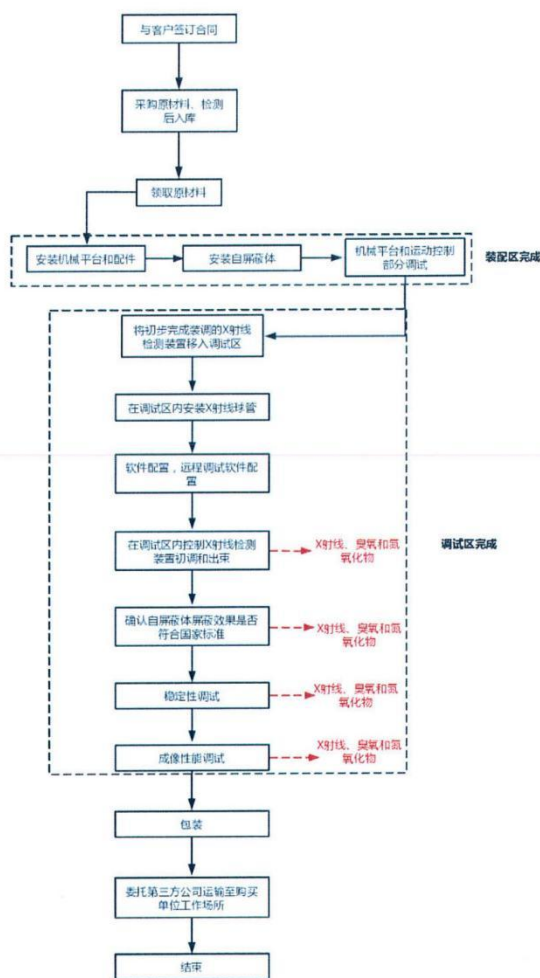 与客户签订合同
采购原材料、检测
后入库
领取原材料
安装机械平台和配件
安装自屏蔽体
机械平台和运动控制
部分调试
装配区完成
将初步完成装调的X射线
检测装置移入调试区
在调试区内安装X射线球管
软件配置，远程调试软件配
置
在调试区内控制X射线检测
装置初调和出束
X射线、臭氧和氮
氧化物
调试区完成
确认自屏蔽体屏蔽效果是否
符合国家标准
X射线、臭氧和氮
氧化物
稳定性调试
X射线、臭氧和氮
氧化物
成像性能调试
X射线、臭氧和氮
氧化物
包装
委托第三方公司运输至购买
单位工作场所
结束